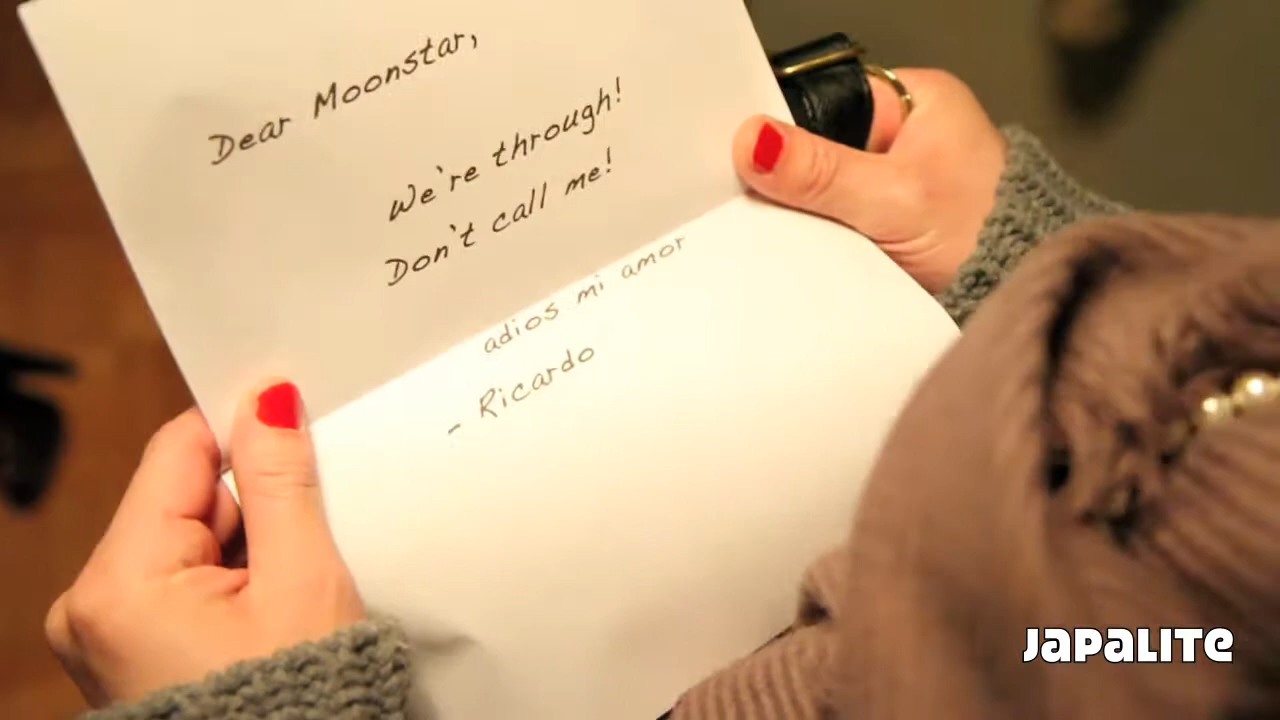 Dear Moonstar,
We're through!
Don't call me!
adios mi amor
- Ricardo
JAPALITE